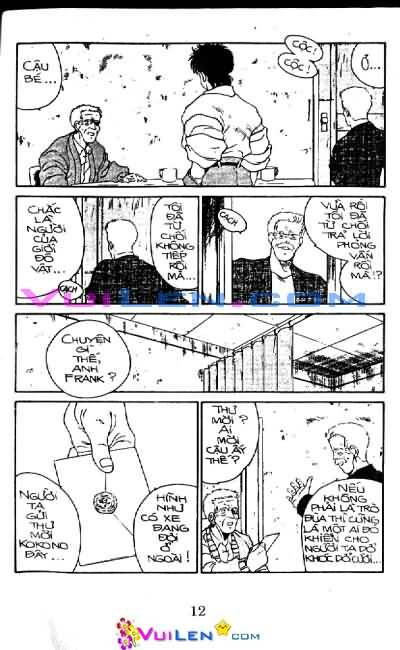 CẬU
BÉ...
CỐC!
CỐC!
Ơ...
CHẮC
LÀ
NGƯỜI
CỦA
GIỚI
ĐÔ
VẬT...
CẠCH
TÔI
ĐÃ
TỪ
CHỐI
KHÔNG
TIẾP
RỒI
MÀ...
CẠCH
VỪA RỒI
TÔI ĐÃ
TỪ CHỐI
TRẢ LỜI
PHỎNG
VẤN
RỒI
MÀ!?
VuiLen.com
CHUYỆN
GÌ
THẾ,
ANH
FRANK?
NGƯỜI
TA
GỬI
THƯ
MỜI
KOKONO
ĐÂY...
HÌNH
NHƯ
CÓ XE
ĐANG
ĐỢI
Ở
NGOÀI!
THƯ
MỜI?
AI
MỜI
CẬU ẤY
THẾ?
NẾU
KHÔNG
PHẢI LÀ TRÒ
ĐÙA THÌ CŨNG
LÀ MỘT AI ĐÓ
KHIẾN CHO
NGƯỜI TA DỞ
KHÓC DỞ CƯỜI...
12
VuiLen.com